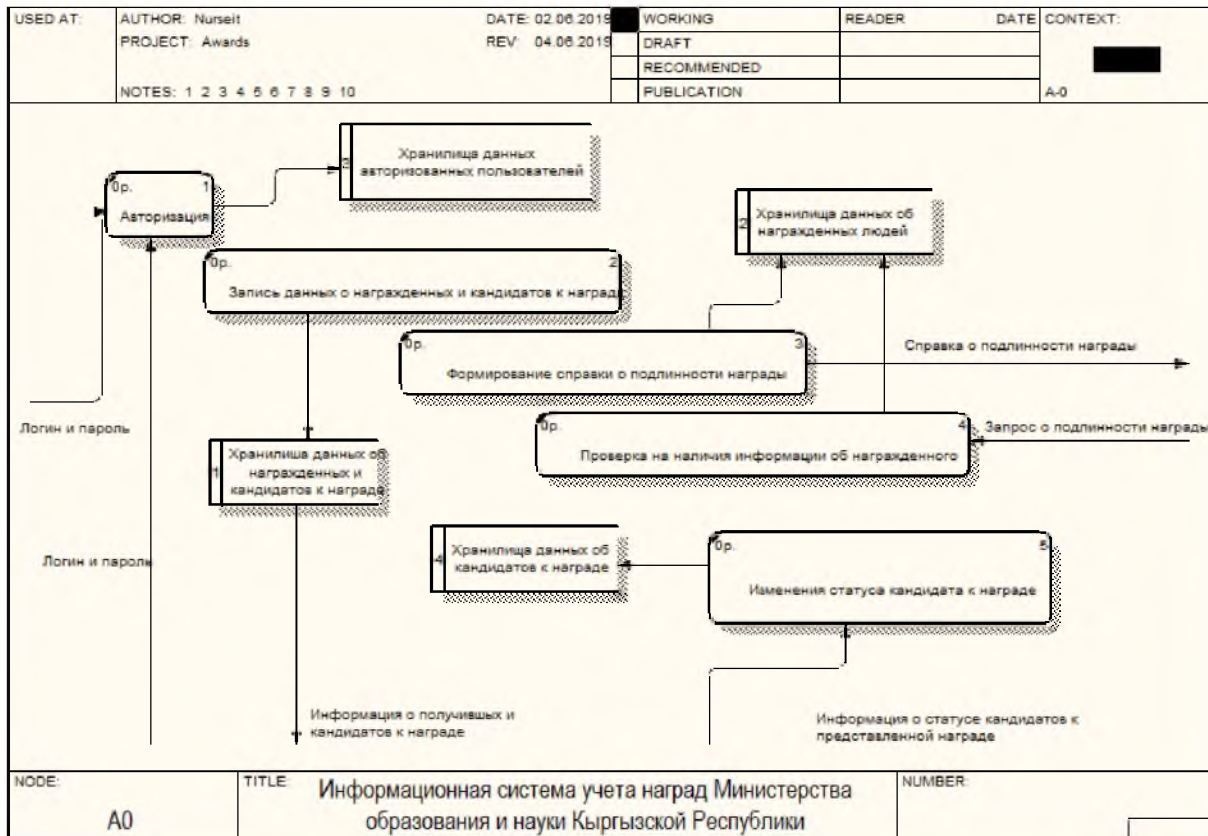 USED AT:
AUTHOR: Nurseit
DATE: 02.06.2019
WORKING
READER
DATE
CONTEXT:
PROJECT: Awards
REV: 04.06.2019
DRAFT
RECOMMENDED
NOTES: 1 2 3 4 5 6 7 8 9 10
PUBLICATION
A-0
3
Хранилища данных
авторизованных пользователей
0р.
1
Авторизация
2
Хранилища данных об
награжденных людей
0р.
2
Запись данных о награжденных и кандидатов к награде
0р.
3
Формирование справки о подлинности награды
Справка о подлинности награды
Логин и пароль
0р.
4
Проверка на наличия информации об награжденного
Запрос о подлинности награды
1
Хранилища данных об
награжденных и
кандидатов к награде
Логин и пароль
4
Хранилища данных об
кандидатов к награде
0р.
5
Изменения статуса кандидата к награде
Информация о получивших и
кандидатов к награде
Информация о статусе кандидатов к
представленной награде
NODE:
A0
TITLE:
Информационная система учета наград Министерства
образования и науки Кыргызской Республики
NUMBER: